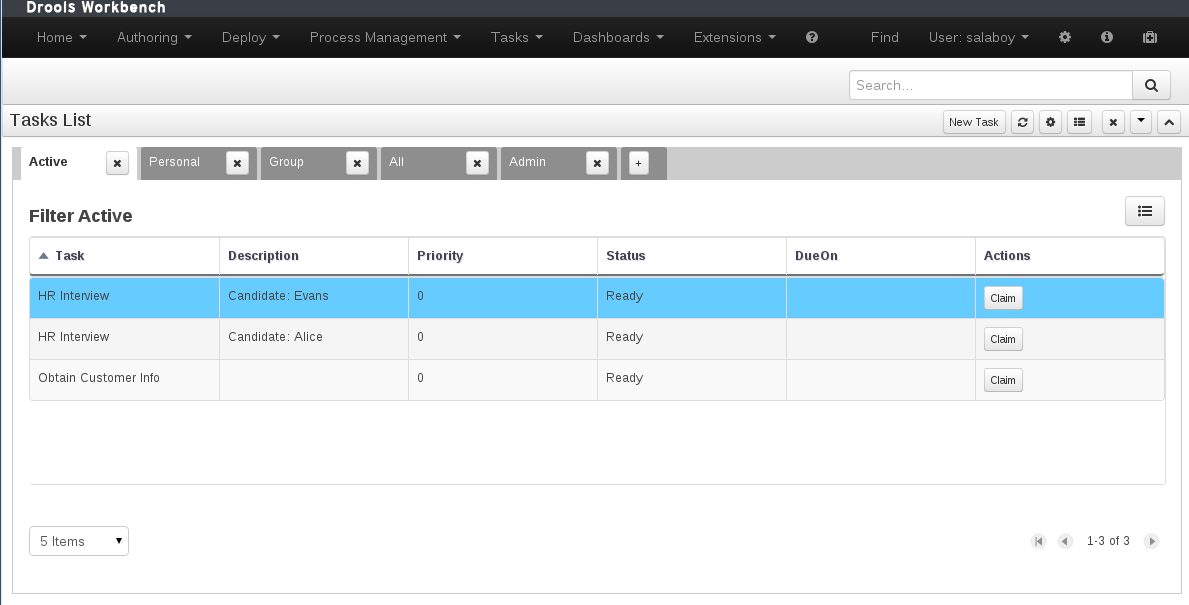 Drools Workbench
Home Authoring Deploy Process Management Tasks Dashboards Extensions Find User: salaboy
Search...
Tasks List New Task
Active Personal Group All Admin +
Filter Active
Task Description Priority Status DueOn Actions
HR Interview Candidate: Evans 0 Ready Claim
HR Interview Candidate: Alice 0 Ready Claim
Obtain Customer Info 0 Ready Claim
5 Items 1-3 of 3